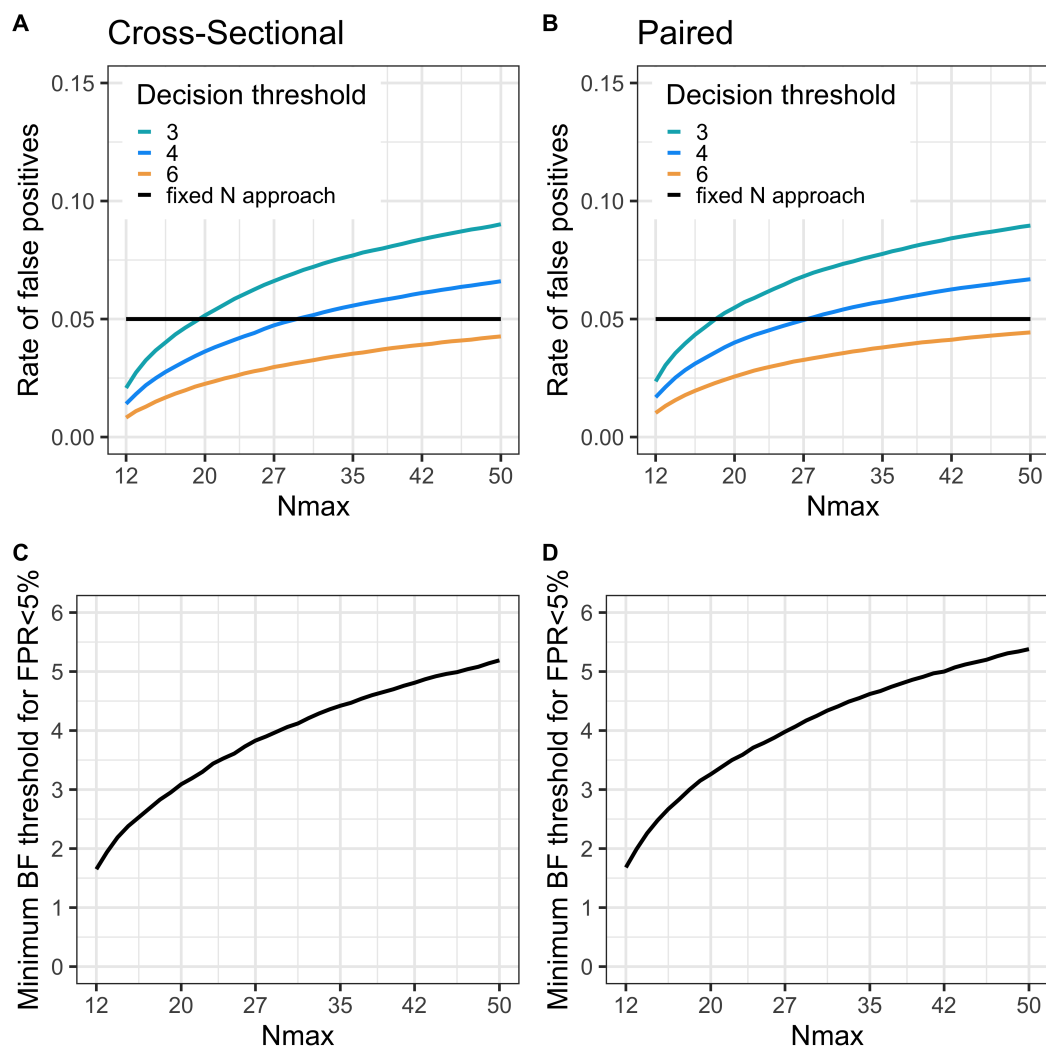 A
Cross-Sectional
Rate of false positives
0.15
0.10
0.05
0.00
Decision threshold
3
4
6
fixed N approach
12 20 27 35 42 50
Nmax
B
Paired
Rate of false positives
0.15
0.10
0.05
0.00
Decision threshold
3
4
6
fixed N approach
12 20 27 35 42 50
Nmax
C
Minimum BF threshold for FPR<5%
6
5
4
3
2
1
0
12 20 27 35 42 50
Nmax
D
Minimum BF threshold for FPR<5%
6
5
4
3
2
1
0
12 20 27 35 42 50
Nmax